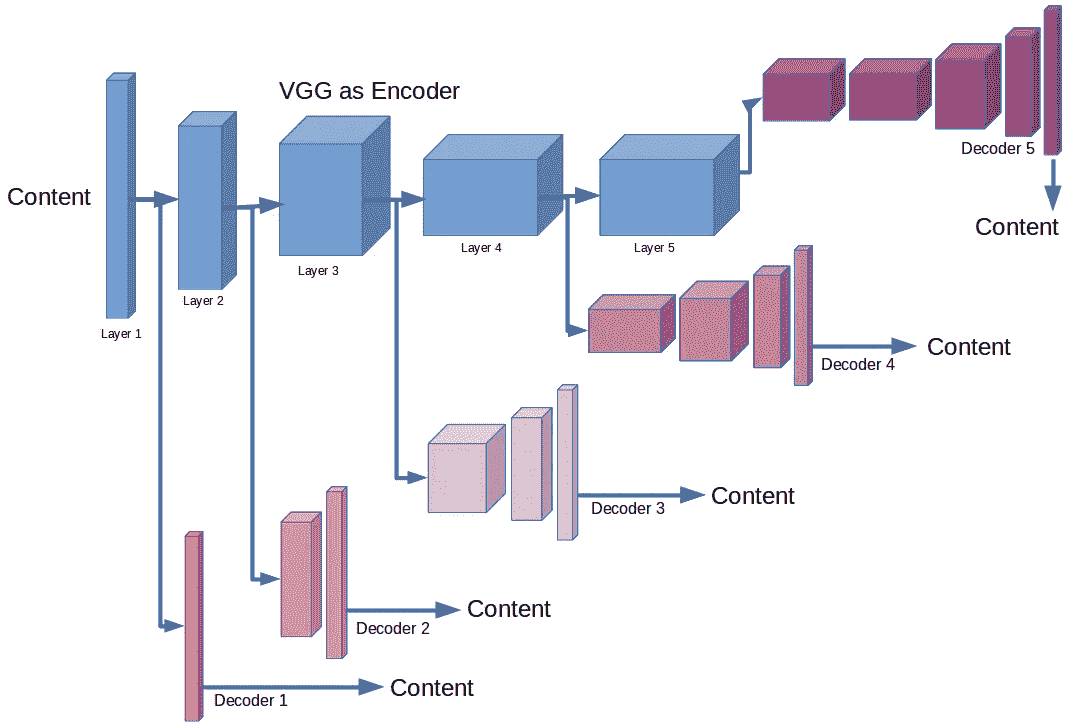 VGG as Encoder
Content
Layer 1
Layer 2
Layer 3
Layer 4
Layer 5
Decoder 5
Content
Decoder 4
Content
Decoder 3
Content
Decoder 2
Content
Decoder 1
Content